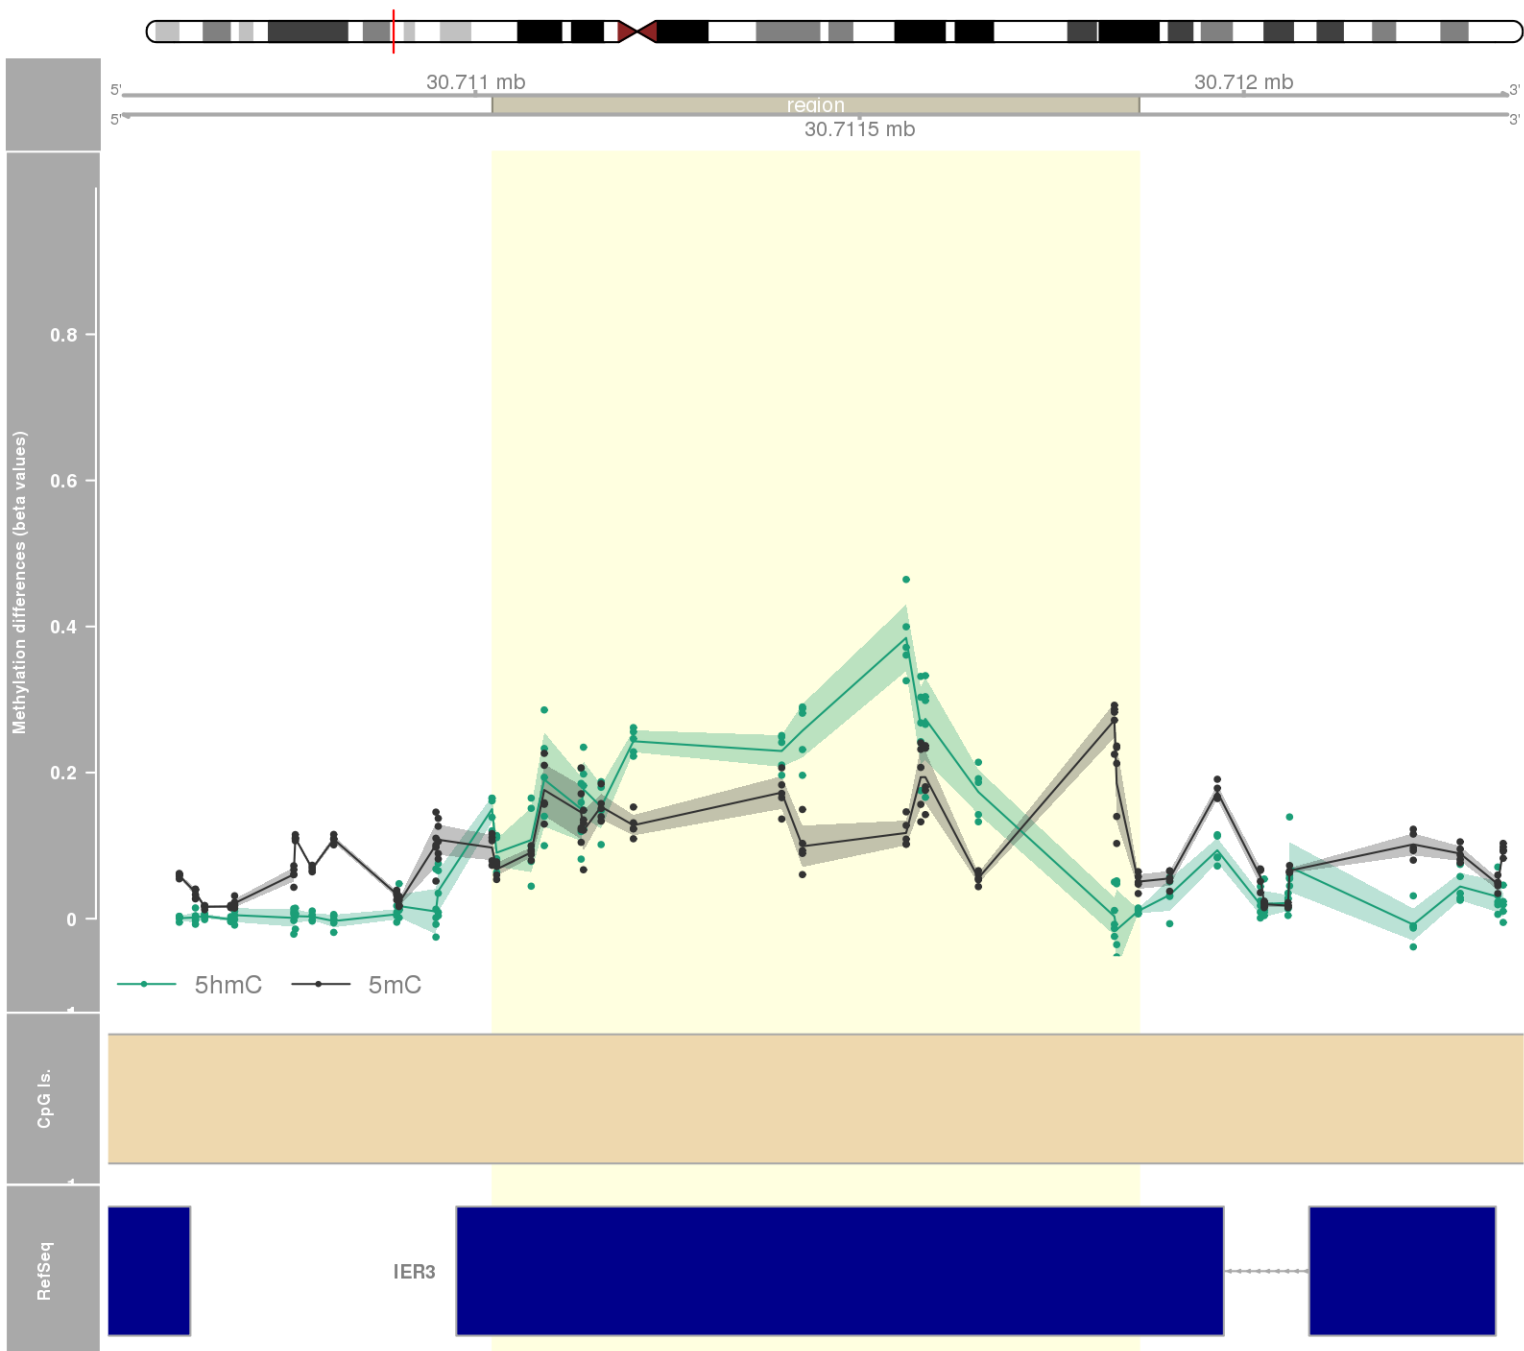 30.711 mb
30.712 mb
5'
3'
region
5'
3'
30.7115 mb
Methylation differences (beta values)
0.8
0.6
0.4
0.2
0
5hmC
5mC
CpG Is.
RefSeq
IER3